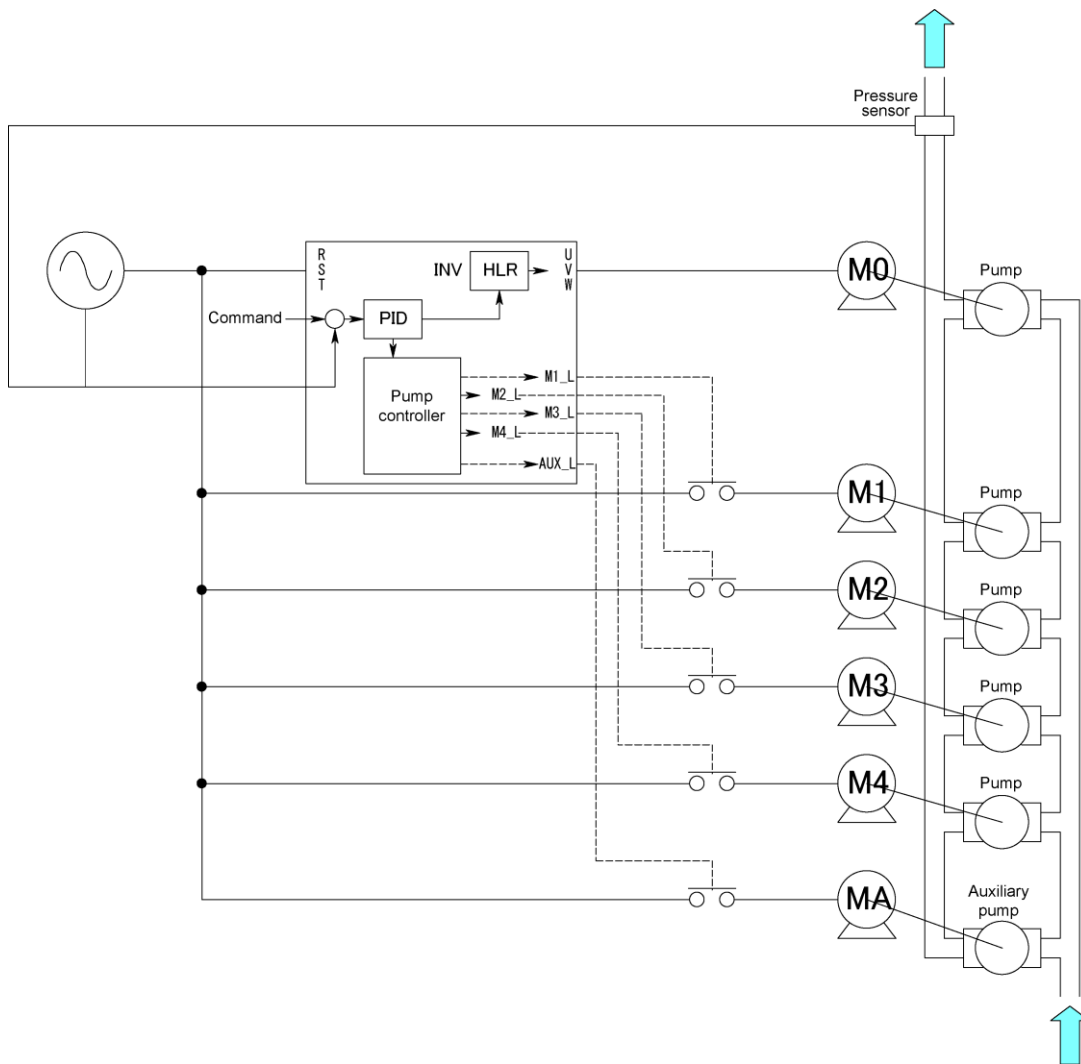 Pressure
sensor
R
S
T
INV
HLR
U
V
W
M0
Pump
Command
PID
Pump
controller
M1_L
M2_L
M3_L
M4_L
AUX_L
M1
Pump
M2
Pump
M3
Pump
M4
Pump
MA
Auxiliary
pump